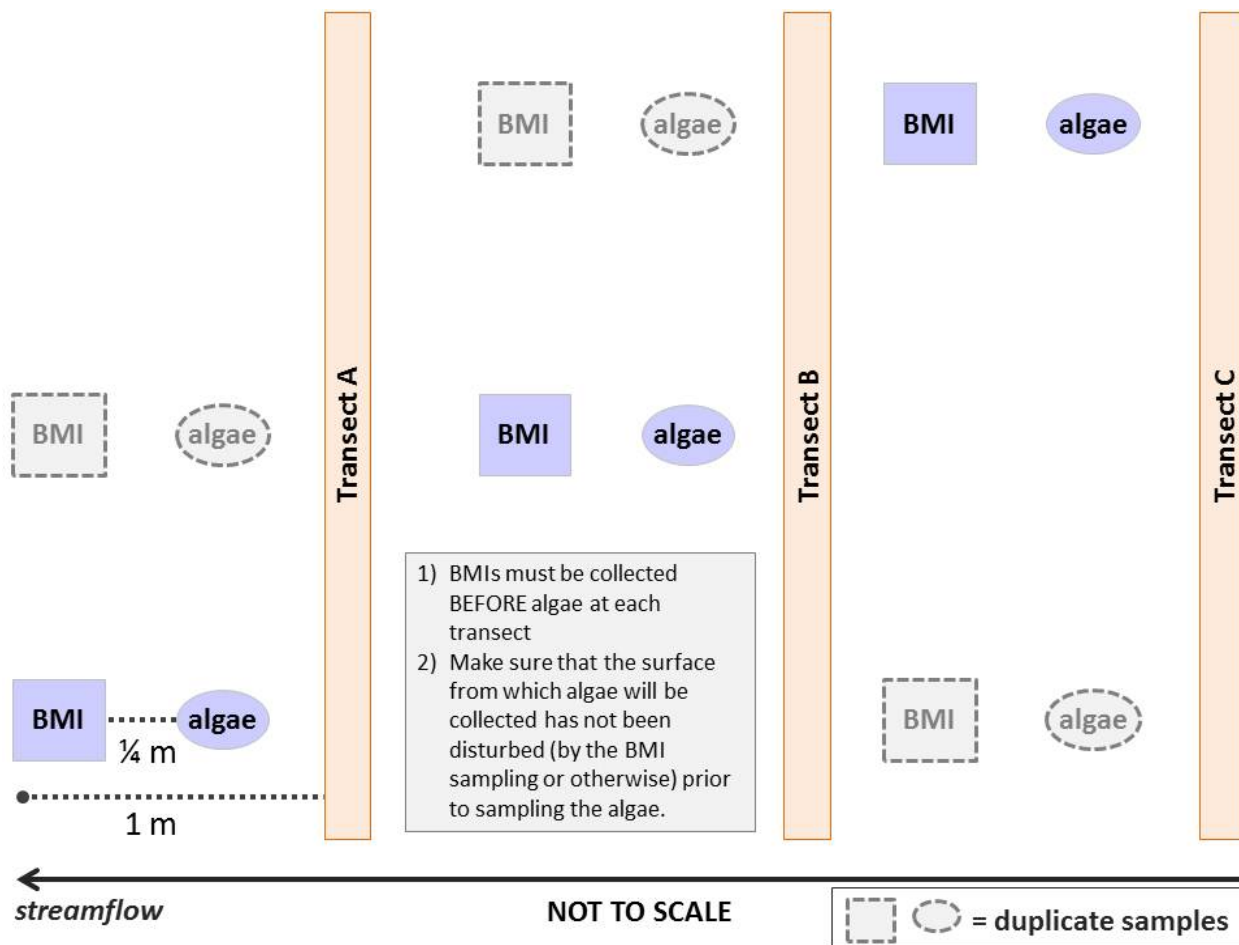 BMI algae
BMI algae
Transect A
Transect B
Transect C
BMI algae
BMI algae
1) BMIs must be collected
BEFORE algae at each
transect
2) Make sure that the surface
from which algae will be
collected has not been
disturbed (by the BMI
sampling or otherwise) prior
to sampling the algae.
BMI algae
¼ m
BMI algae
1 m
streamflow
NOT TO SCALE
= duplicate samples